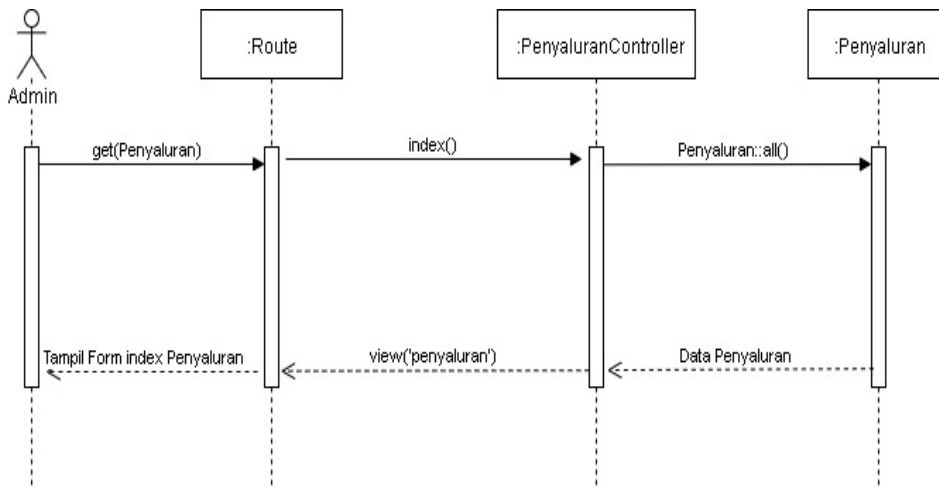 :Route
:PenyaluranController
:Penyaluran
Admin
get(Penyaluran)
index()
Penyaluran::all()
Tampil Form index Penyaluran
view('penyaluran')
Data Penyaluran